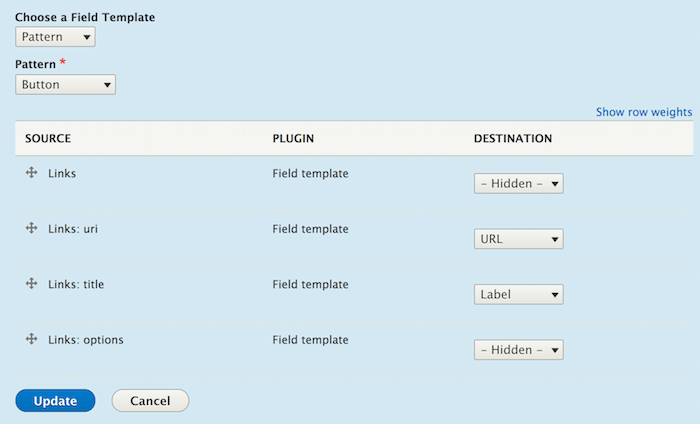 Choose a Field Template
Pattern
Pattern *
Button
Show row weights
SOURCE PLUGIN DESTINATION
Links Field template - Hidden -
Links: uri Field template URL
Links: title Field template Label
Links: options Field template - Hidden -
Update Cancel